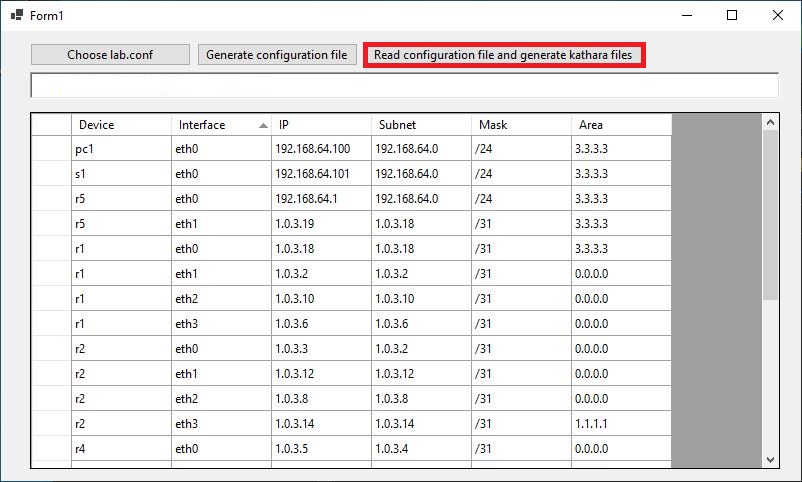 Form1
Choose lab.conf Generate configuration file Read configuration file and generate kathara files
Device Interface IP Subnet Mask Area
pc1 eth0 192.168.64.100 192.168.64.0 /24 3.3.3.3
s1 eth0 192.168.64.101 192.168.64.0 /24 3.3.3.3
r5 eth0 192.168.64.1 192.168.64.0 /24 3.3.3.3
r5 eth1 1.0.3.19 1.0.3.18 /31 3.3.3.3
r1 eth0 1.0.3.18 1.0.3.18 /31 3.3.3.3
r1 eth1 1.0.3.2 1.0.3.2 /31 0.0.0.0
r1 eth2 1.0.3.10 1.0.3.10 /31 0.0.0.0
r1 eth3 1.0.3.6 1.0.3.6 /31 0.0.0.0
r2 eth0 1.0.3.3 1.0.3.2 /31 0.0.0.0
r2 eth1 1.0.3.12 1.0.3.12 /31 0.0.0.0
r2 eth2 1.0.3.8 1.0.3.8 /31 0.0.0.0
r2 eth3 1.0.3.14 1.0.3.14 /31 1.1.1.1
r4 eth0 1.0.3.5 1.0.3.4 /31 0.0.0.0